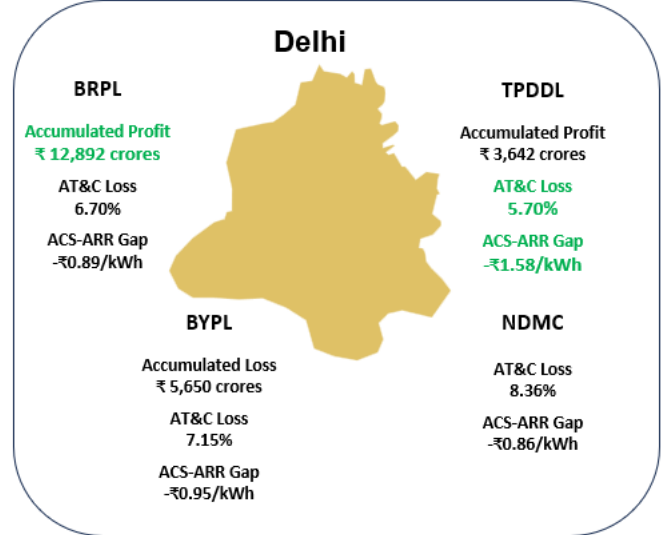 Delhi
BRPL
Accumulated Profit
₹ 12,892 crores
AT&C Loss
6.70%
ACS-ARR Gap
-₹0.89/kWh
TPDDL
Accumulated Profit
₹ 3,642 crores
AT&C Loss
5.70%
ACS-ARR Gap
-₹1.58/kWh
BYPL
Accumulated Loss
₹ 5,650 crores
AT&C Loss
7.15%
ACS-ARR Gap
-₹0.95/kWh
NDMC
AT&C Loss
8.36%
ACS-ARR Gap
-₹0.86/kWh